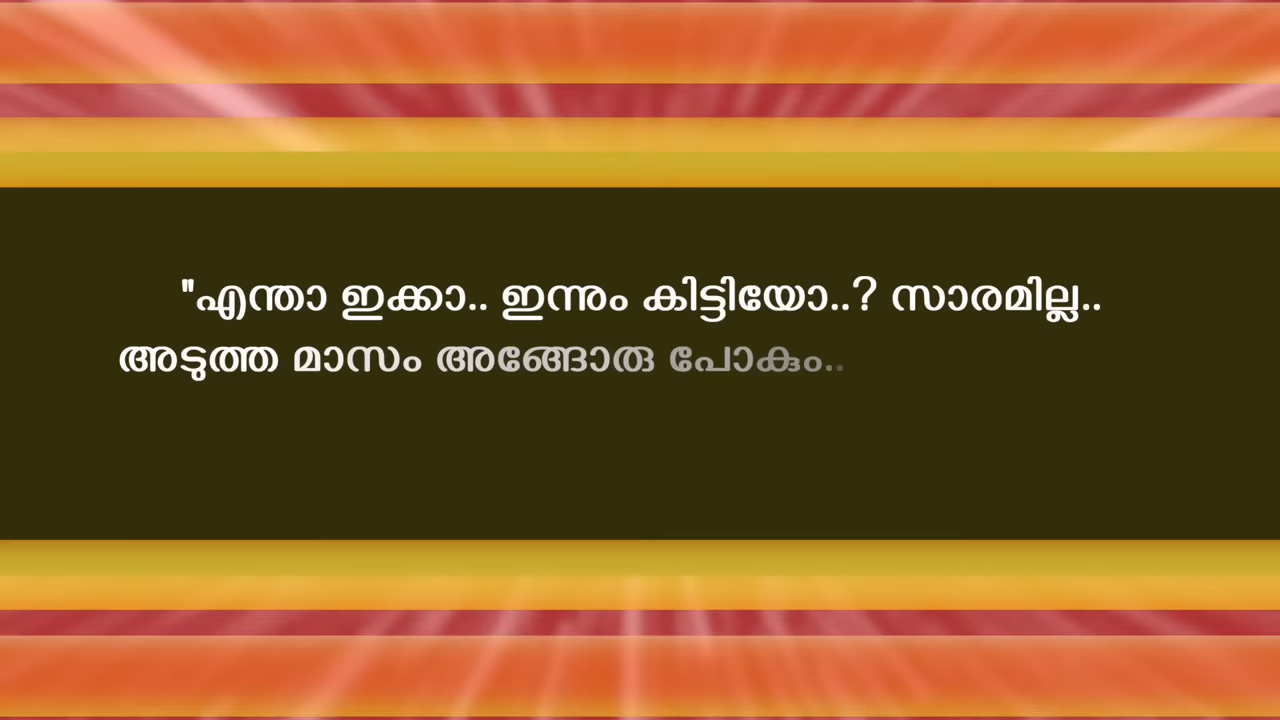 "എന്താ ഇക്കാ.. ഇന്നും കിട്ടിയോ..? സാരമില്ല..
അടുത്ത മാസം അങ്ങോരു പോകും..